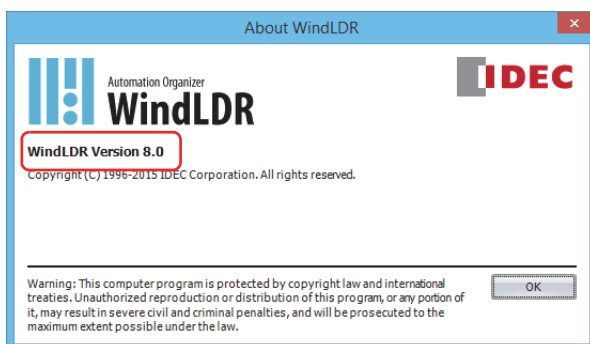 About WindLDR
×
Automation Organizer
WindLDR
IDEC
WindLDR Version 8.0
Copyright (C) 1996-2015 IDEC Corporation. All rights reserved.
Warning: This computer program is protected by copyright law and international
treaties. Unauthorized reproduction or distribution of this program, or any portion of
it, may result in severe civil and criminal penalties, and will be prosecuted to the
maximum extent possible under the law.
OK